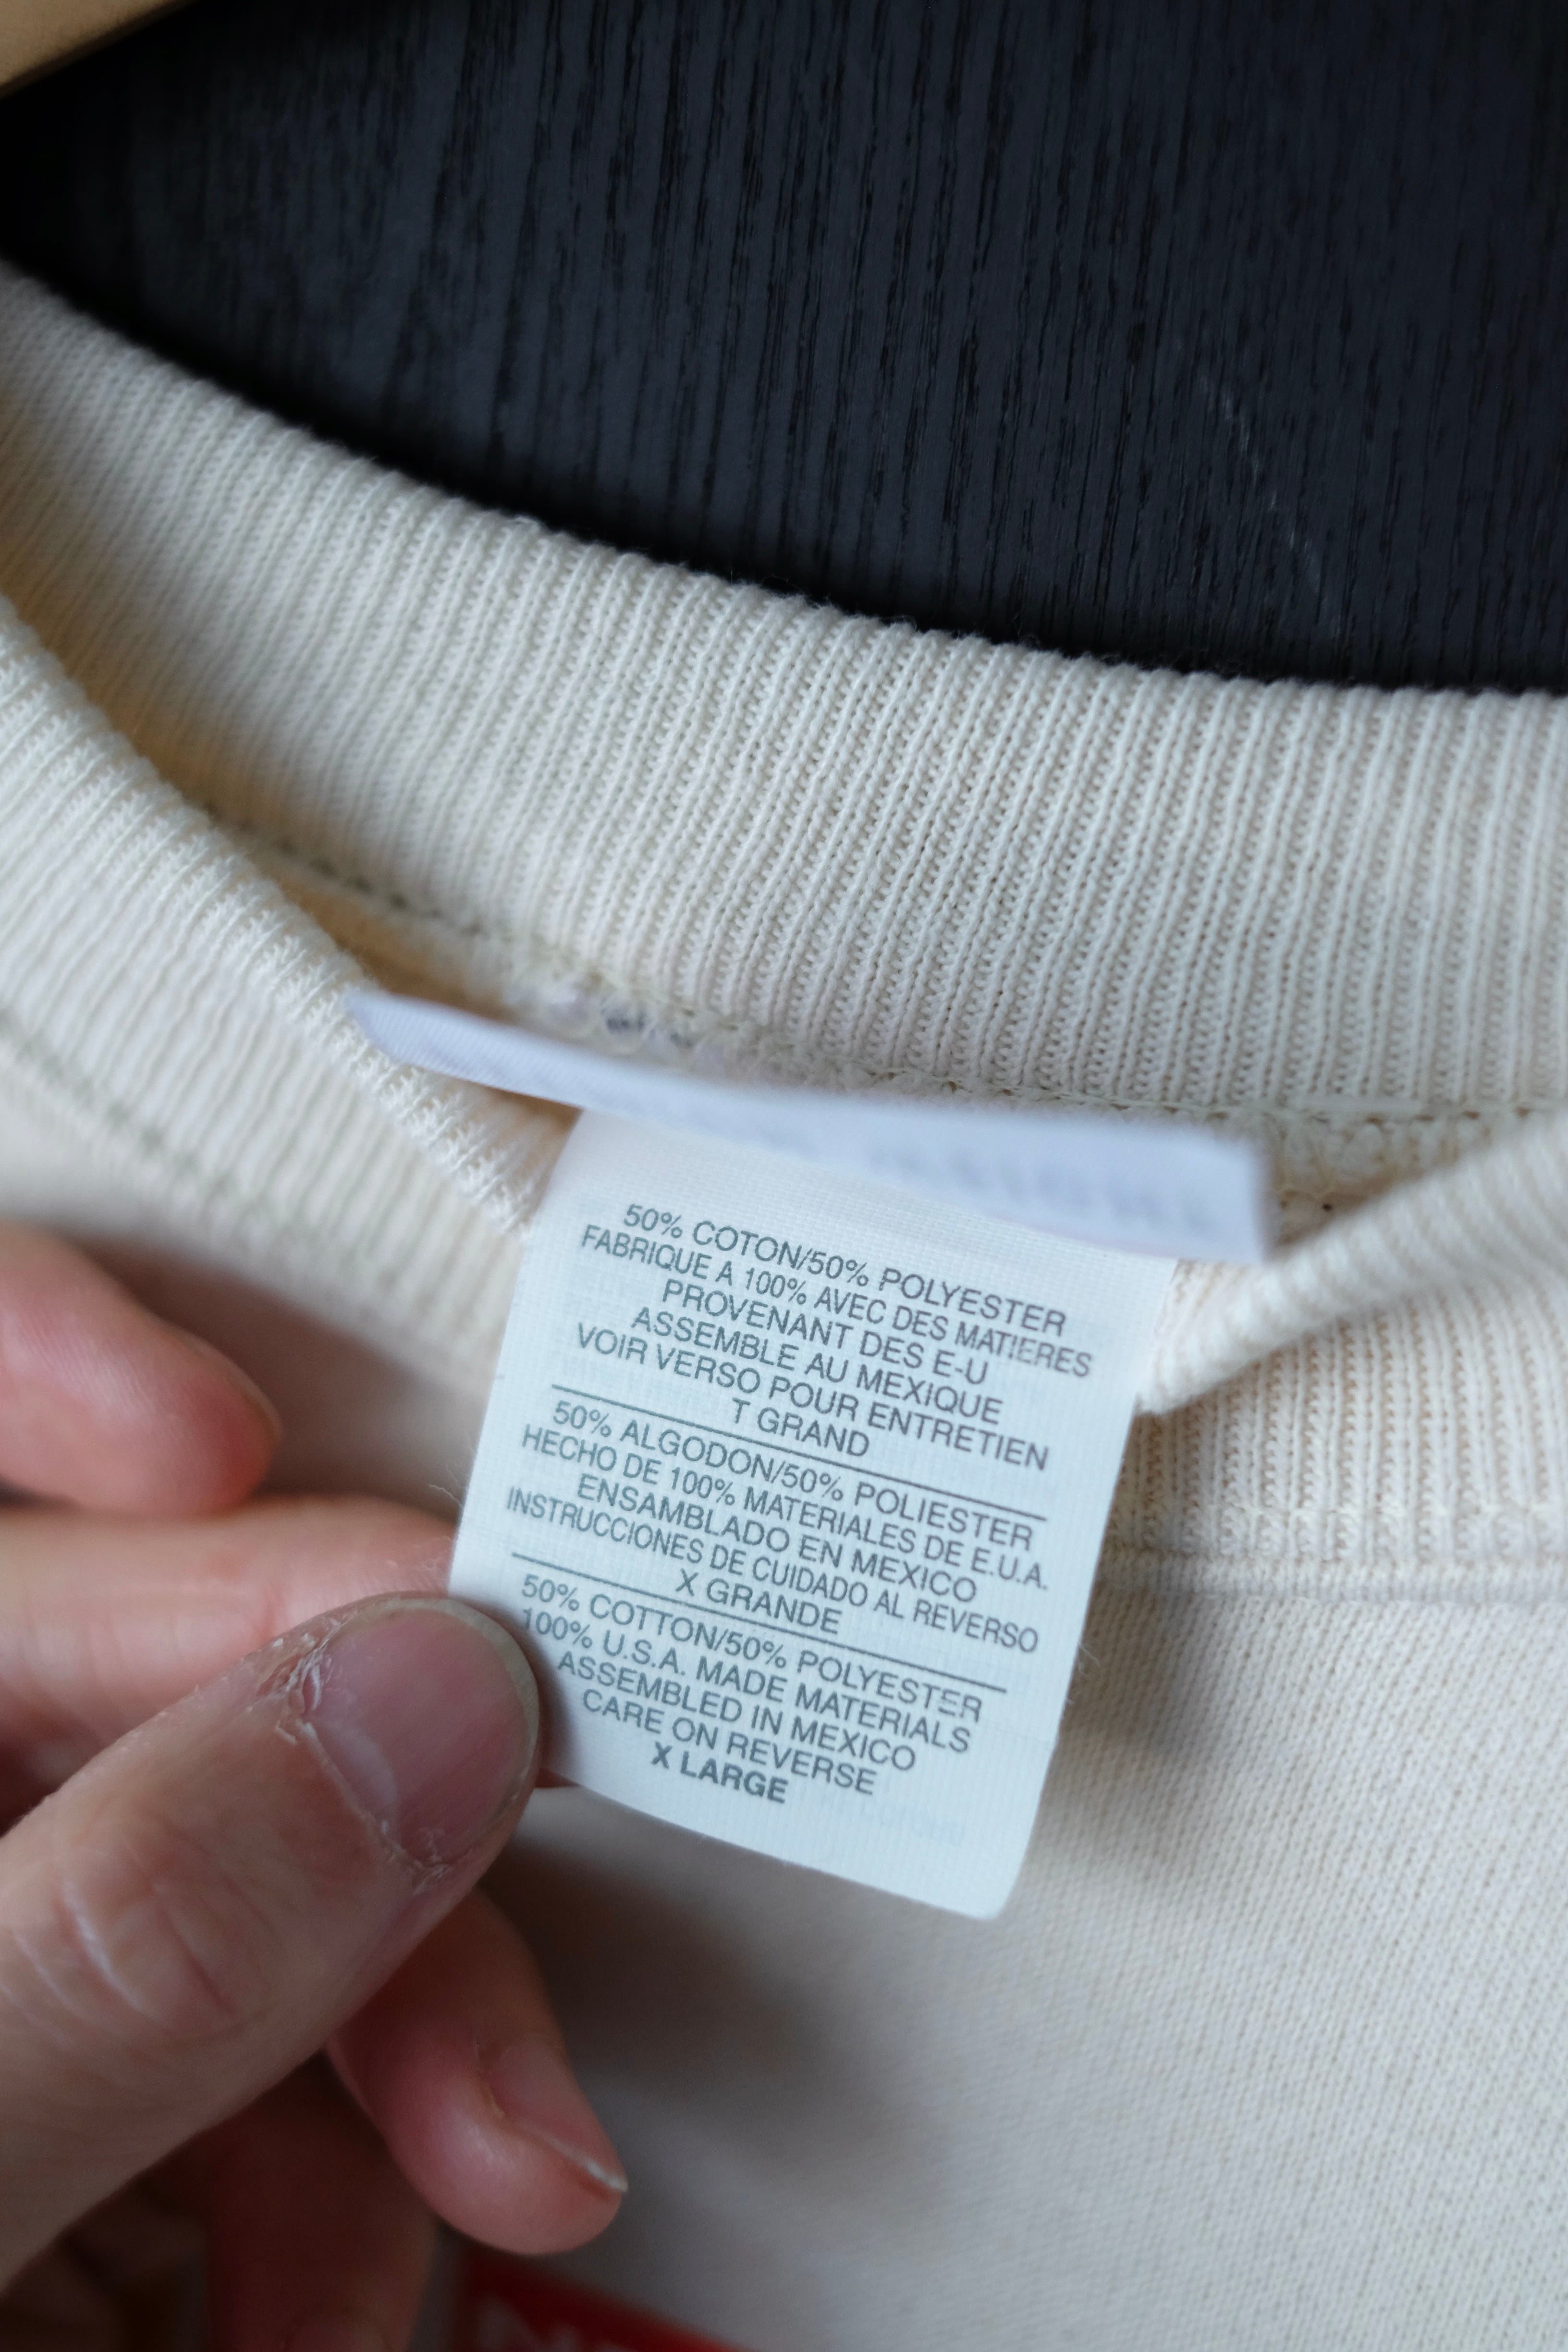 50% COTON/50% POLYESTER
FABRIQUE A 100% AVEC DES MATIERES
PROVENANT DES E-U
ASSEMBLE AU MEXIQUE
VOIR VERSO POUR ENTRETIEN
T GRAND
50% ALGODON/50% POLIESTER
HECHO DE 100% MATERIALES DE E.U.A.
ENSAMBLADO EN MEXICO
INSTRUCCIONES DE CUIDADO AL REVERSO
X GRANDE
50% COTTON/50% POLYESTER
100% U.S.A. MADE MATERIALS
ASSEMBLED IN MEXICO
CARE ON REVERSE
X LARGE